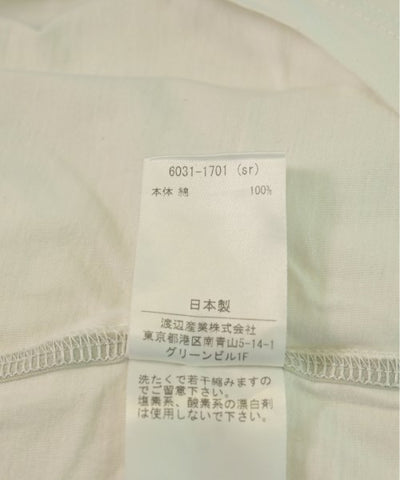 6031-1701 (sr)
本体 綿 100%
日本製
渡辺産業株式会社
東京都港区南青山5-14-1
グリーンビル1F
洗たくで若干縮みますの
でご留意下さい。
塩素系、酸素系の漂白剤
は使用しないで下さい。